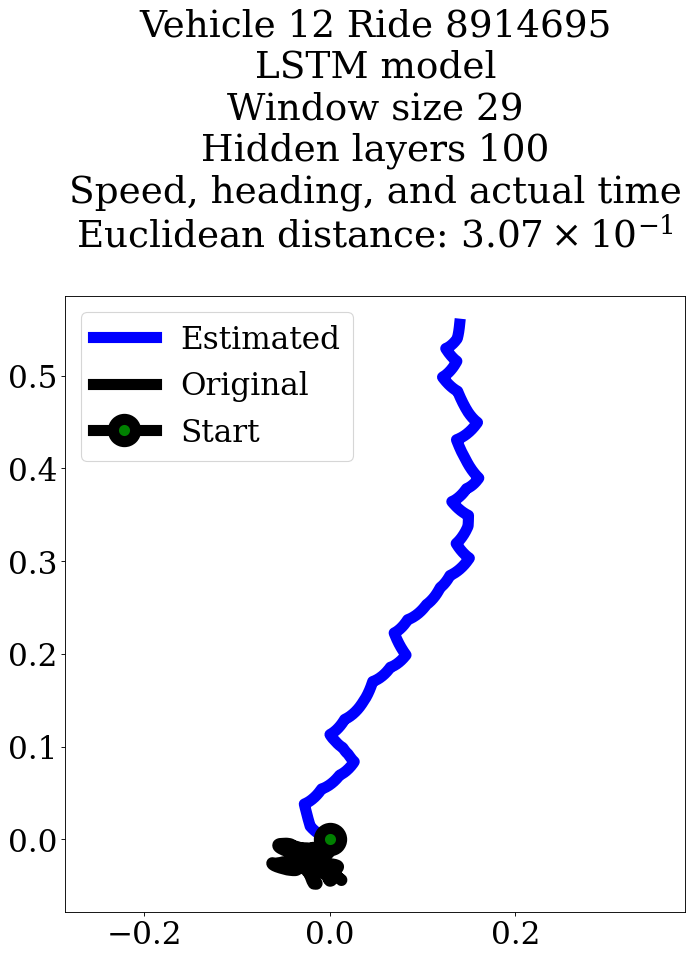 Vehicle 12 Ride 8914695
LSTM model
Window size 29
Hidden layers 100
Speed, heading, and actual time
Euclidean distance: 3.07 × 10⁻¹
Estimated
Original
Start
0.5
0.4
0.3
0.2
0.1
0.0
−0.2 0.0 0.2